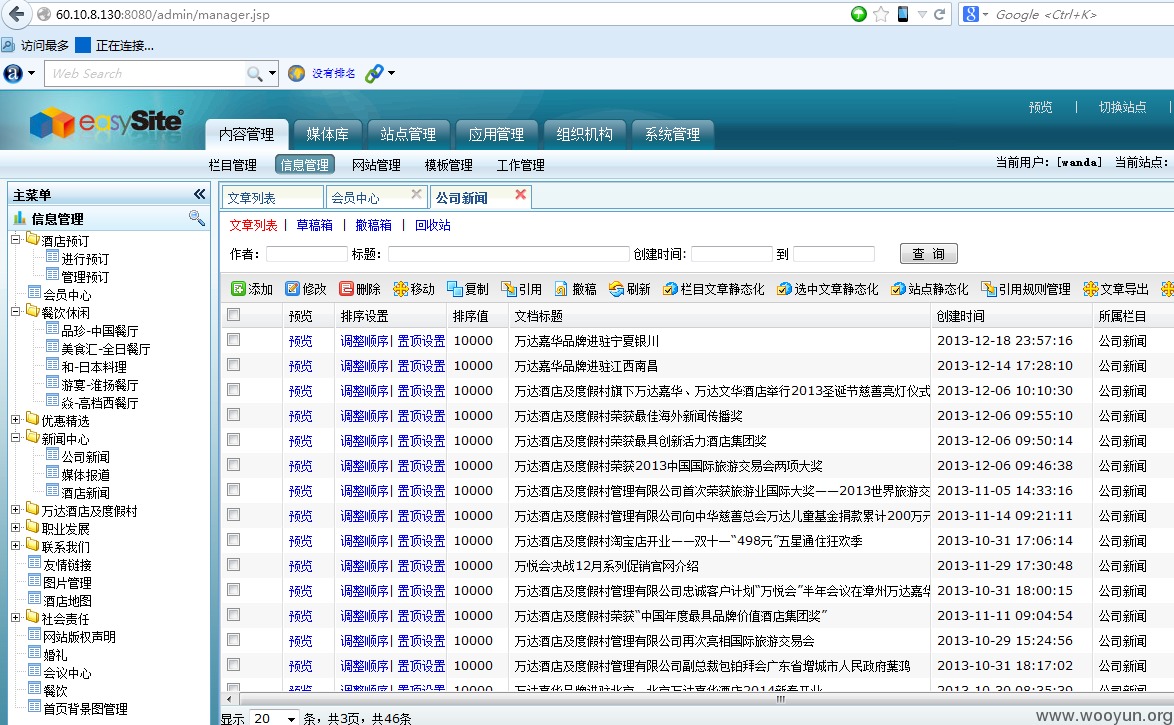 60.10.8.130:8080/admin/manager.jsp
Google <Ctrl+K>
访问最多 正在连接...
Web Search 没有排名
easySite
预览 | 切换站点 |
内容管理 媒体库 站点管理 应用管理 组织机构 系统管理
栏目管理 信息管理 网站管理 模板管理 工作管理
当前用户: [wanda] 当前站点:
主菜单
信息管理
酒店预订
进行预订
管理预订
会员中心
餐饮休闲
品珍-中国餐厅
美食汇-全日餐厅
和-日本料理
游宴-淮扬餐厅
焱-高档西餐厅
优惠精选
新闻中心
公司新闻
媒体报道
酒店新闻
万达酒店及度假村
职业发展
联系我们
友情链接
图片管理
酒店地图
社会责任
网站版权声明
婚礼
会议中心
餐饮
首页背景图管理
文章列表 会员中心 公司新闻
文章列表 | 草稿箱 | 撤稿箱 | 回收站
作者: 标题: 创建时间: 到 查 询
添加 修改 删除 移动 复制 引用 撤稿 刷新 栏目文章静态化 选中文章静态化 站点静态化 引用规则管理 文章导出
预览 排序设置 排序值 文档标题 创建时间 所属栏目
预览 调整顺序| 置顶设置 10000 万达嘉华品牌进驻宁夏银川 2013-12-18 23:57:16 公司新闻
预览 调整顺序| 置顶设置 10000 万达嘉华品牌进驻江西南昌 2013-12-14 17:28:10 公司新闻
预览 调整顺序| 置顶设置 10000 万达酒店及度假村旗下万达嘉华、万达文华酒店举行2013圣诞节慈善亮灯仪式 2013-12-06 10:10:30 公司新闻
预览 调整顺序| 置顶设置 10000 万达酒店及度假村荣获最佳海外新闻传播奖 2013-12-06 09:55:10 公司新闻
预览 调整顺序| 置顶设置 10000 万达酒店及度假村荣获最具创新活力酒店集团奖 2013-12-06 09:50:14 公司新闻
预览 调整顺序| 置顶设置 10000 万达酒店及度假村荣获2013中国国际旅游交易会两项大奖 2013-12-06 09:46:38 公司新闻
预览 调整顺序| 置顶设置 10000 万达酒店及度假村管理有限公司首次荣获旅游业国际大奖——2013世界旅游交 2013-11-05 14:33:16 公司新闻
预览 调整顺序| 置顶设置 10000 万达酒店及度假村管理有限公司向中华慈善总会万达儿童基金捐款累计200万元 2013-11-14 09:21:11 公司新闻
预览 调整顺序| 置顶设置 10000 万达酒店及度假村淘宝店开业——双十一“498元”五星通住狂欢季 2013-10-31 17:06:14 公司新闻
预览 调整顺序| 置顶设置 10000 万悦会决战12月系列促销官网介绍 2013-11-29 17:30:48 公司新闻
预览 调整顺序| 置顶设置 10000 万达酒店及度假村管理有限公司忠诚客户计划“万悦会”半年会议在漳州万达嘉华 2013-10-31 18:00:15 公司新闻
预览 调整顺序| 置顶设置 10000 万达酒店及度假村荣获“中国年度最具品牌价值酒店集团奖” 2013-11-11 09:04:54 公司新闻
预览 调整顺序| 置顶设置 10000 万达酒店及度假村管理有限公司再次亮相国际旅游交易会 2013-10-29 15:24:56 公司新闻
预览 调整顺序| 置顶设置 10000 万达酒店及度假村管理有限公司副总裁包铂拜会广东省增城市人民政府葉鸿 2013-10-31 18:17:02 公司新闻
预览 调整顺序| 置顶设置 10000 万达嘉华品牌进驻北京，北京万达嘉华酒店2014新春开业 2013-10-30 08:35:39 公司新闻
显示 20 条，共3页，共46条
www.wooyun.org